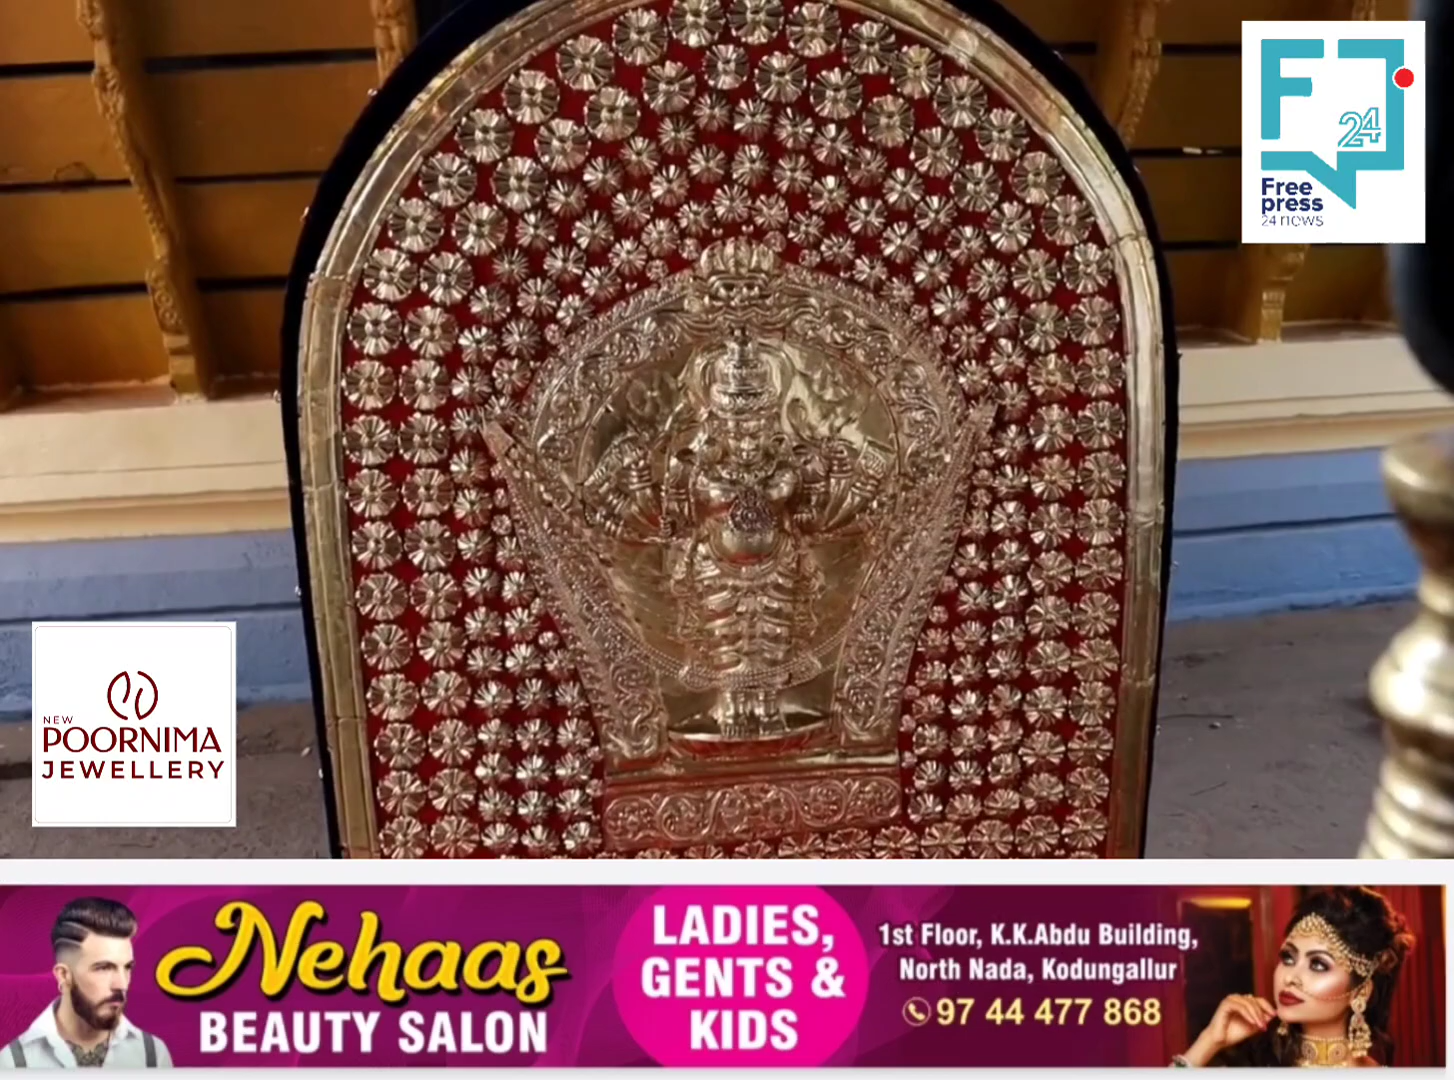 F
24
Free
press
24 news
NEW
POORNIMA
JEWELLERY
Nehaas
BEAUTY SALON
LADIES,
GENTS &
KIDS
1st Floor, K.K.Abdu Building,
North Nada, Kodungallur
97 44 477 868